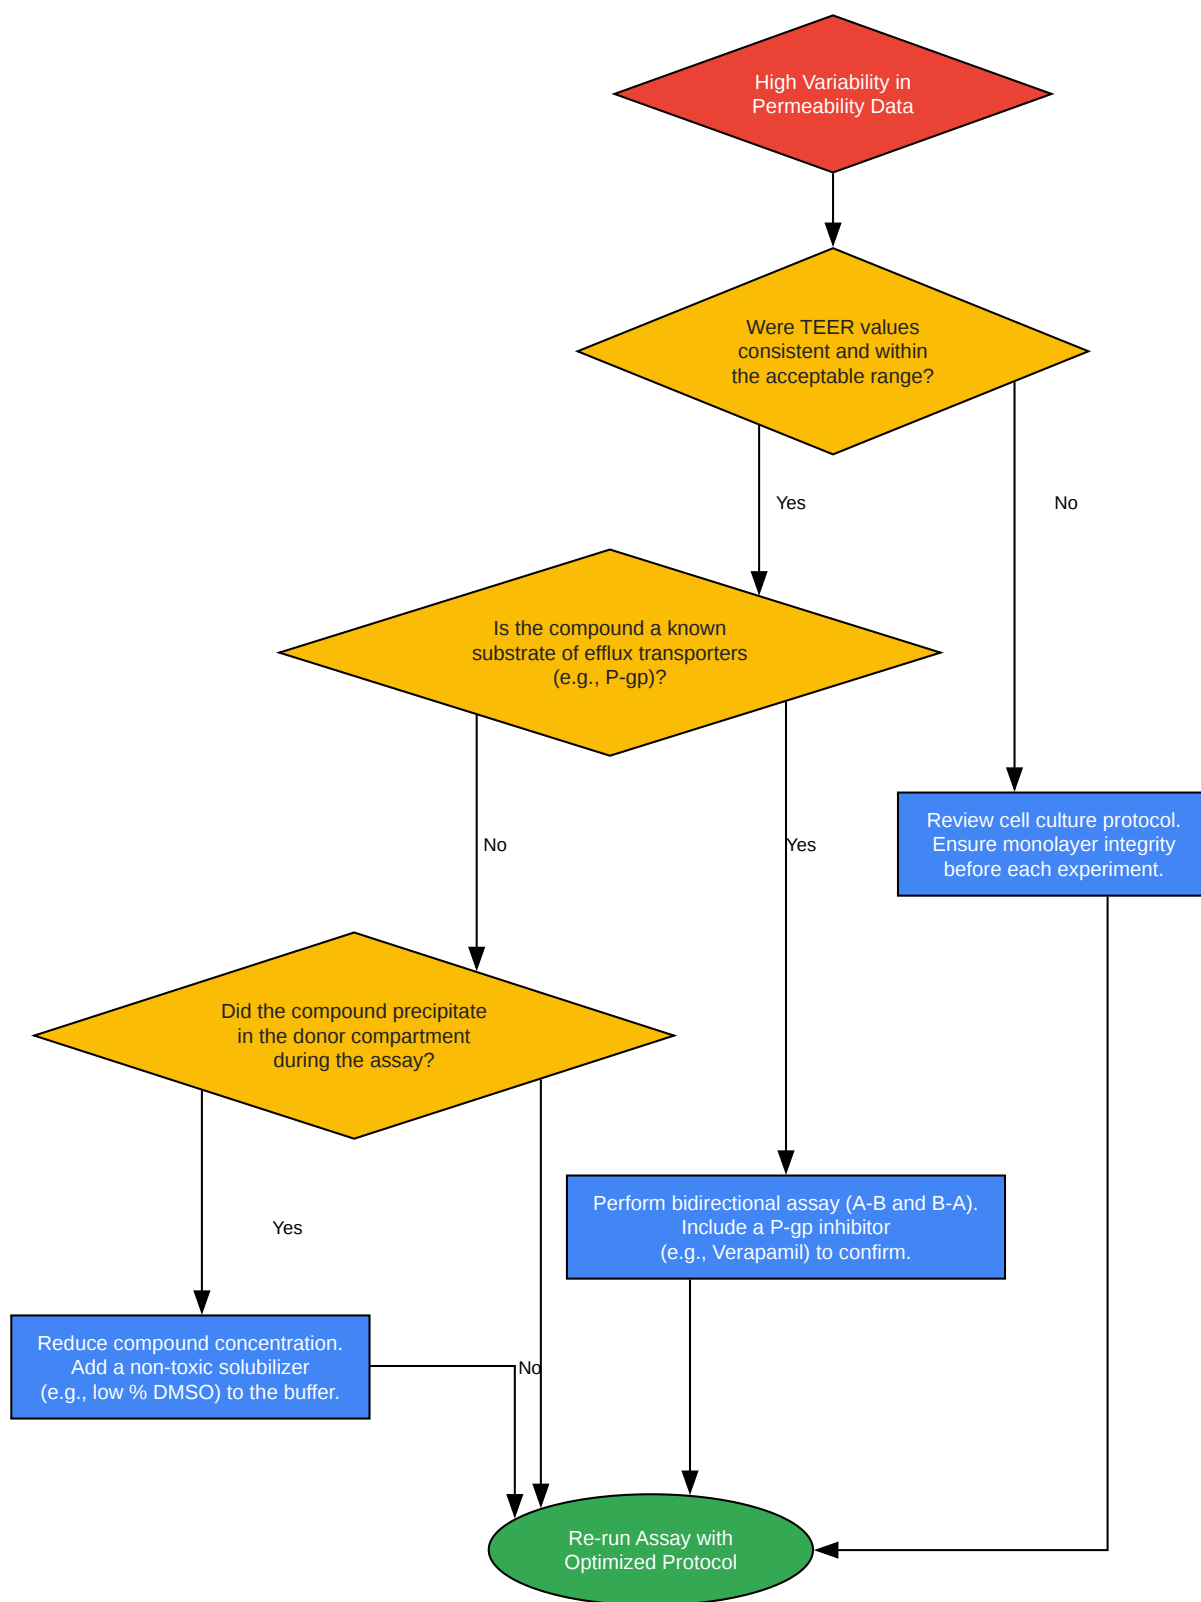 High Variability in
Permeability Data
Were TEER values
consistent and within
the acceptable range?
Yes
No
Is the compound a known
substrate of efflux transporters
(e.g., P-gp)?
No
Yes
Review cell culture protocol.
Ensure monolayer integrity
before each experiment.
Did the compound precipitate
in the donor compartment
during the assay?
Yes
Perform bidirectional assay (A-B and B-A).
Include a P-gp inhibitor
(e.g., Verapamil) to confirm.
Reduce compound concentration.
Add a non-toxic solubilizer
(e.g., low % DMSO) to the buffer.
No
Re-run Assay with
Optimized Protocol